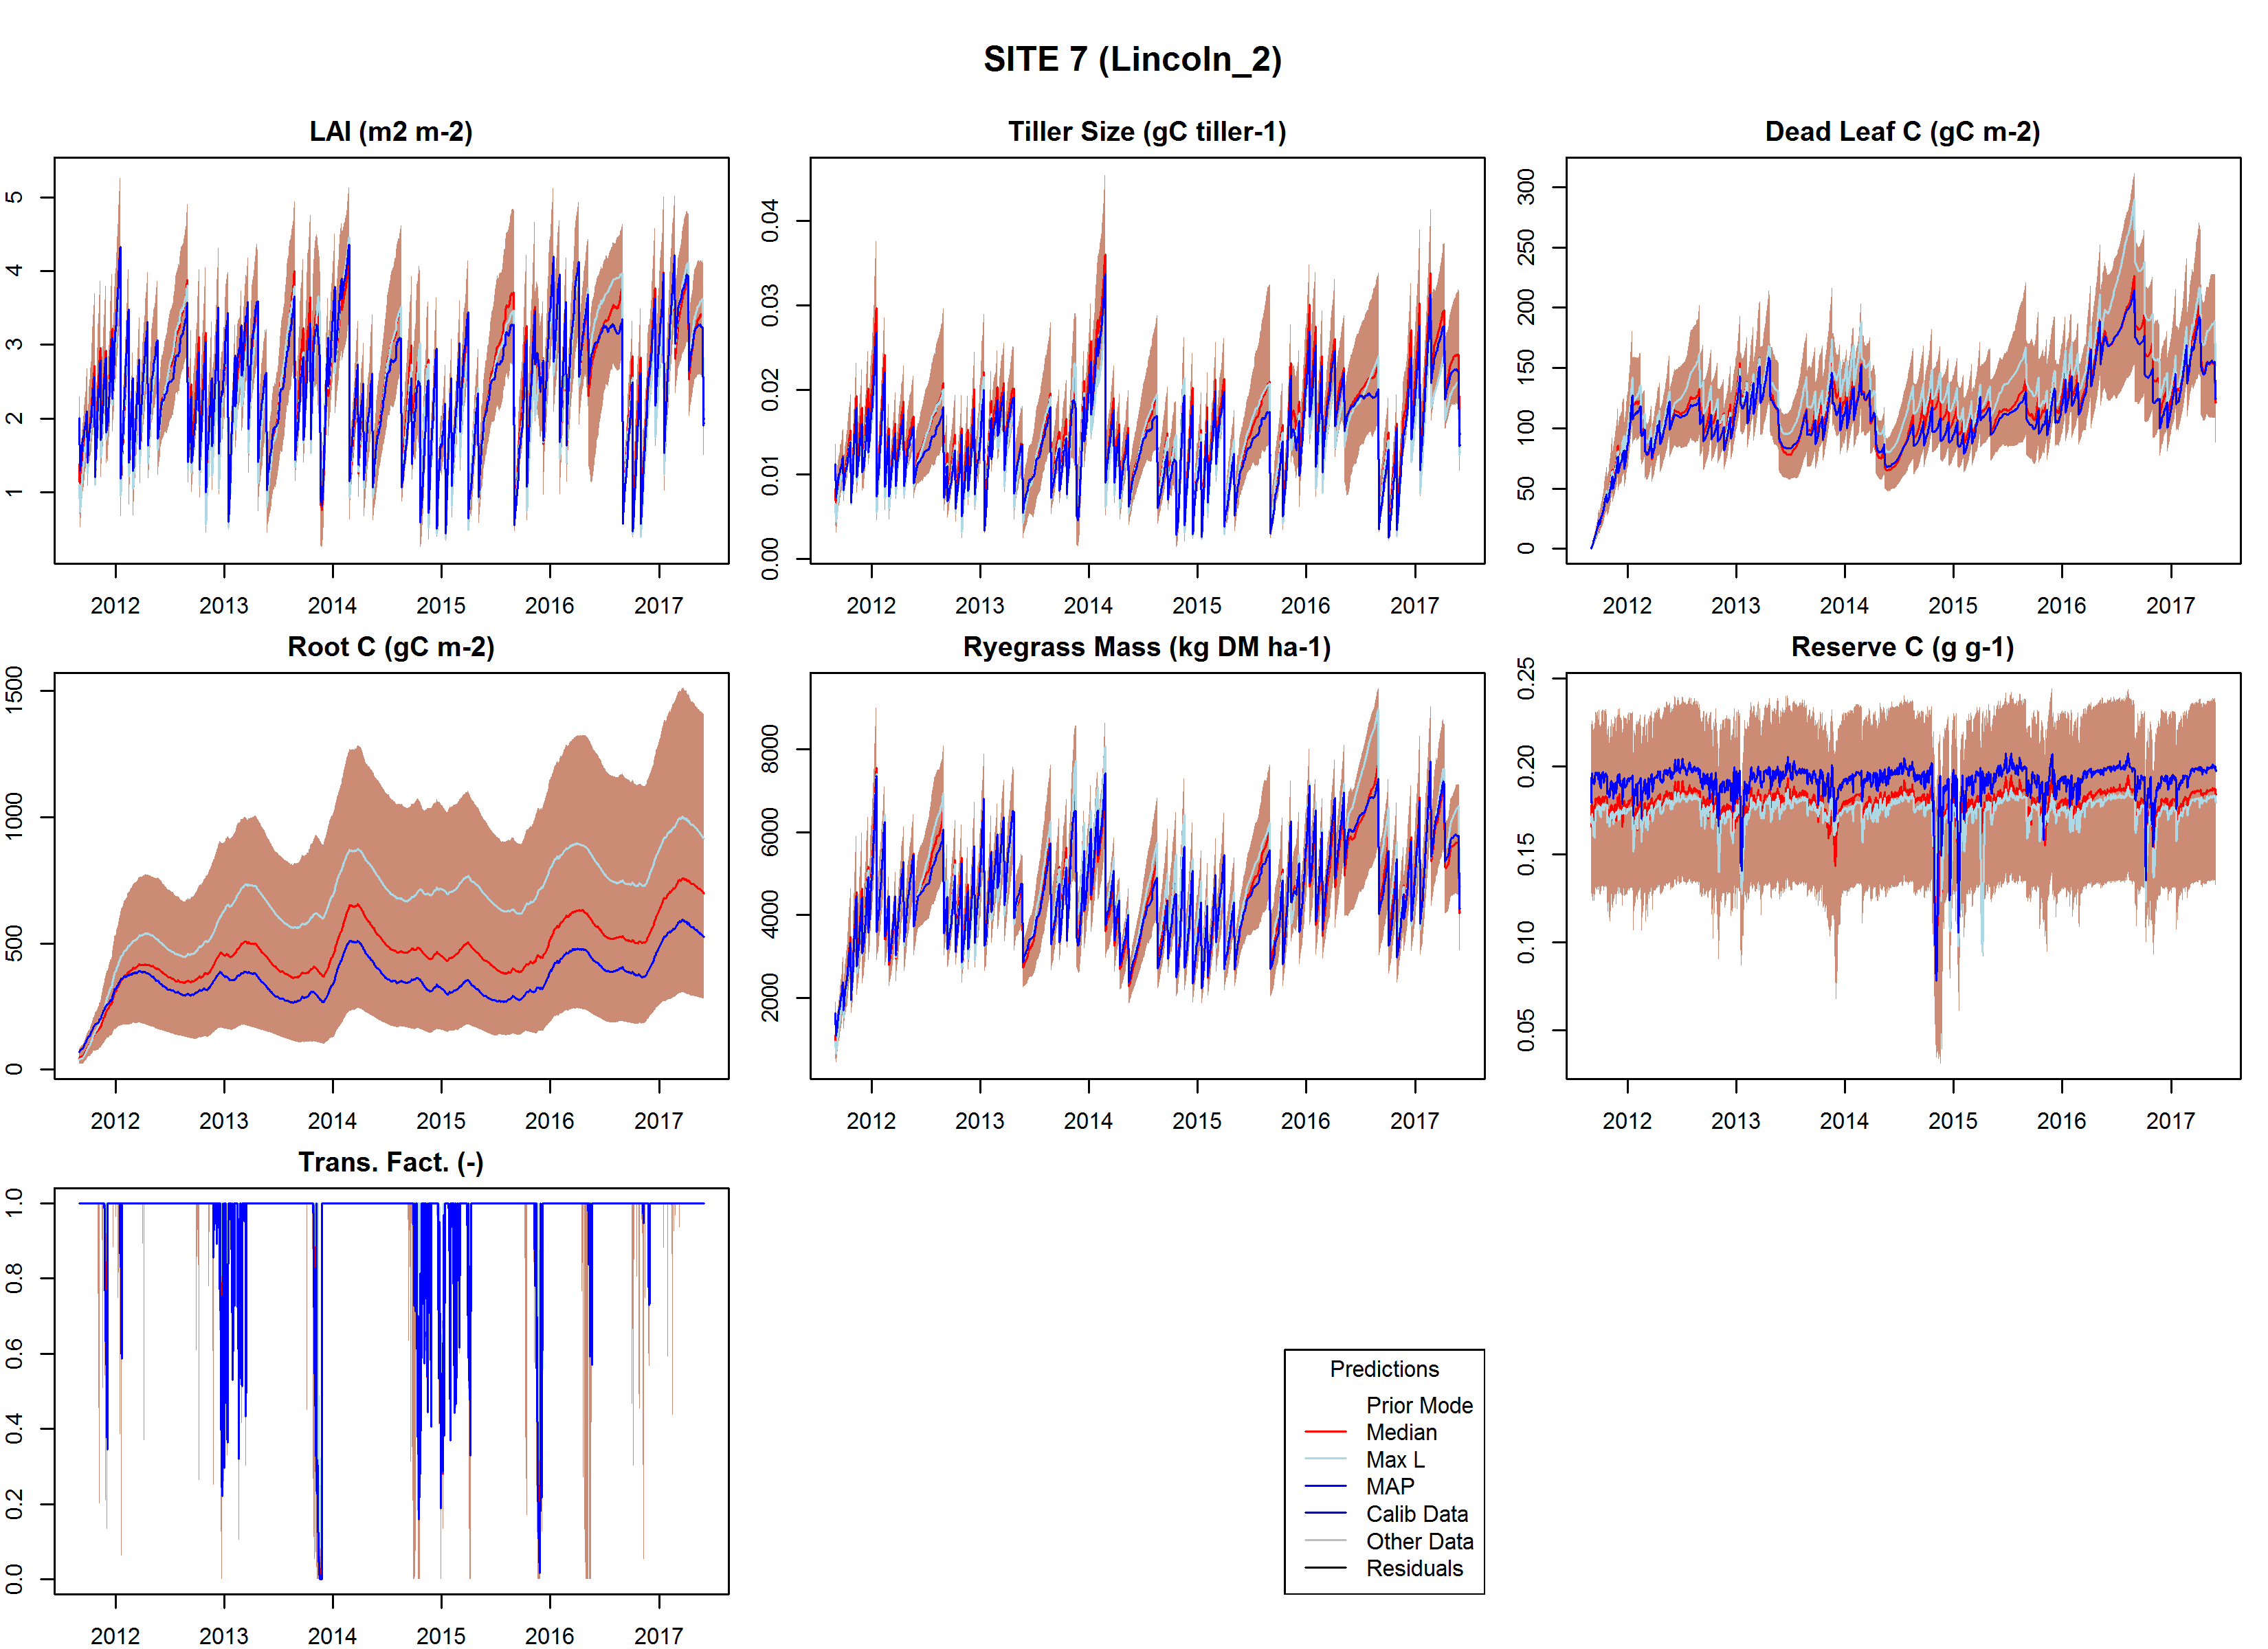 SITE 7 (Lincoln_2)
LAI (m2 m-2)
Tiller Size (gC tiller-1)
Dead Leaf C (gC m-2)
5
4
3
2
1
2012 2013 2014 2015 2016 2017
0.04
0.03
0.02
0.01
0.00
2012 2013 2014 2015 2016 2017
300
250
200
150
100
50
0
2012 2013 2014 2015 2016 2017
Root C (gC m-2)
Ryegrass Mass (kg DM ha-1)
Reserve C (g g-1)
1500
1000
500
0
2012 2013 2014 2015 2016 2017
8000
6000
4000
2000
2012 2013 2014 2015 2016 2017
0.25
0.20
0.15
0.10
0.05
2012 2013 2014 2015 2016 2017
Trans. Fact. (-)
1.0
0.8
0.6
0.4
0.2
0.0
2012 2013 2014 2015 2016 2017
Predictions
Prior Mode
Median
Max L
MAP
Calib Data
Other Data
Residuals